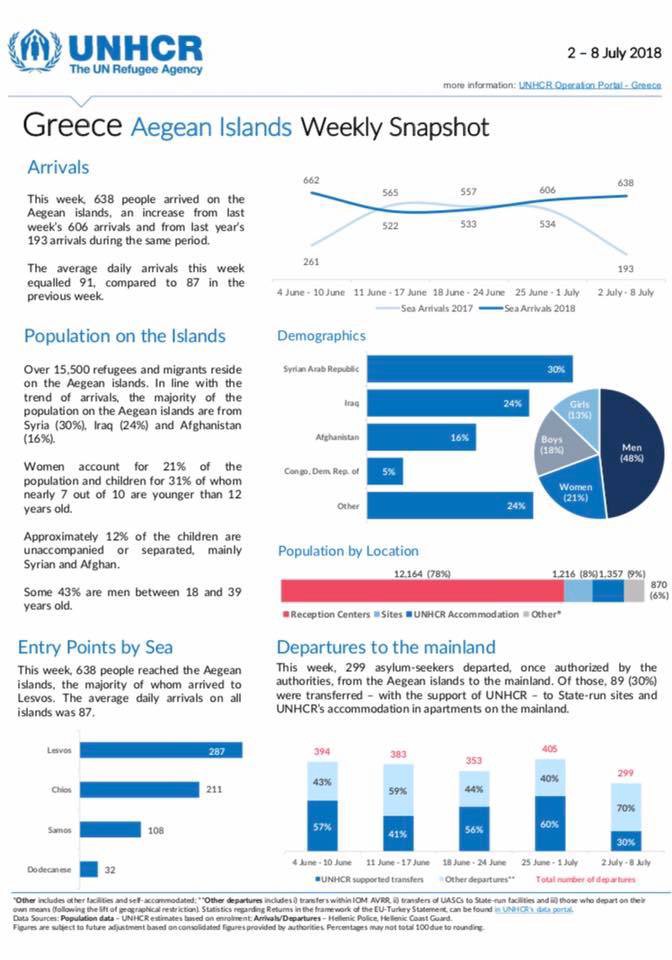 UNHCR
The UN Refugee Agency
2 – 8 July 2018
more information: UNHCR Operation Portal - Greece
Greece Aegean Islands Weekly Snapshot
Arrivals
This week, 638 people arrived on the
Aegean islands, an increase from last
week's 606 arrivals and from last year's
193 arrivals during the same period.
The average daily arrivals this week
equalled 91, compared to 87 in the
previous week.
662
565
557
606
638
261
522
533
534
193
4 June - 10 June
11 June - 17 June
18 June - 24 June
25 June - 1 July
2 July - 8 July
Sea Arrivals 2017
Sea Arrivals 2018
Population on the Islands
Over 15,500 refugees and migrants reside
on the Aegean islands. In line with the
trend of arrivals, the majority of the
population on the Aegean islands are from
Syria (30%), Iraq (24%) and Afghanistan
(16%).
Women account for 21% of the
population and children for 31% of whom
nearly 7 out of 10 are younger than 12
years old.
Approximately 12% of the children are
unaccompanied or separated, mainly
Syrian and Afghan.
Some 43% are men between 18 and 39
years old.
Demographics
Syrian Arab Republic
30%
Iraq
24%
Afghanistan
16%
Congo, Dem. Rep. of
5%
Other
24%
Girls
(13%)
Boys
(18%)
Men
(48%)
Women
(21%)
Population by Location
12,164 (78%)
1,216 (8%)
1,357 (9%)
870
(6%)
Reception Centers
Sites
UNHCR Accommodation
Other*
Entry Points by Sea
This week, 638 people reached the Aegean
islands, the majority of whom arrived to
Lesvos. The average daily arrivals on all
islands was 87.
Lesvos
287
Chios
211
Samos
108
Dodecanese
32
Departures to the mainland
This week, 299 asylum-seekers departed, once authorized by the
authorities, from the Aegean islands to the mainland. Of those, 89 (30%)
were transferred – with the support of UNHCR – to State-run sites and
UNHCR's accommodation in apartments on the mainland.
394
383
353
405
299
43%
59%
44%
40%
70%
57%
41%
56%
60%
30%
4 June - 10 June
11 June - 17 June
18 June - 24 June
25 June - 1 July
2 July - 8 July
UNHCR supported transfers
Other departures**
Total number of departures
*Other includes other facilities and self-accommodated; **Other departures includes i) transfers within IOM AVRR, ii) transfers of UASCs to State-run facilities and iii) those who depart on their
own means (following the lift of geographical restriction). Statistics regarding Returns in the framework of the EU-Turkey Statement, can be found in UNHCR's data portal.
Data Sources: Population data – UNHCR estimates based on enrolment; Arrivals/Departures – Hellenic Police, Hellenic Coast Guard.
Figures are subject to future adjustment based on consolidated figures provided by authorities. Percentages may not total 100 due to rounding.